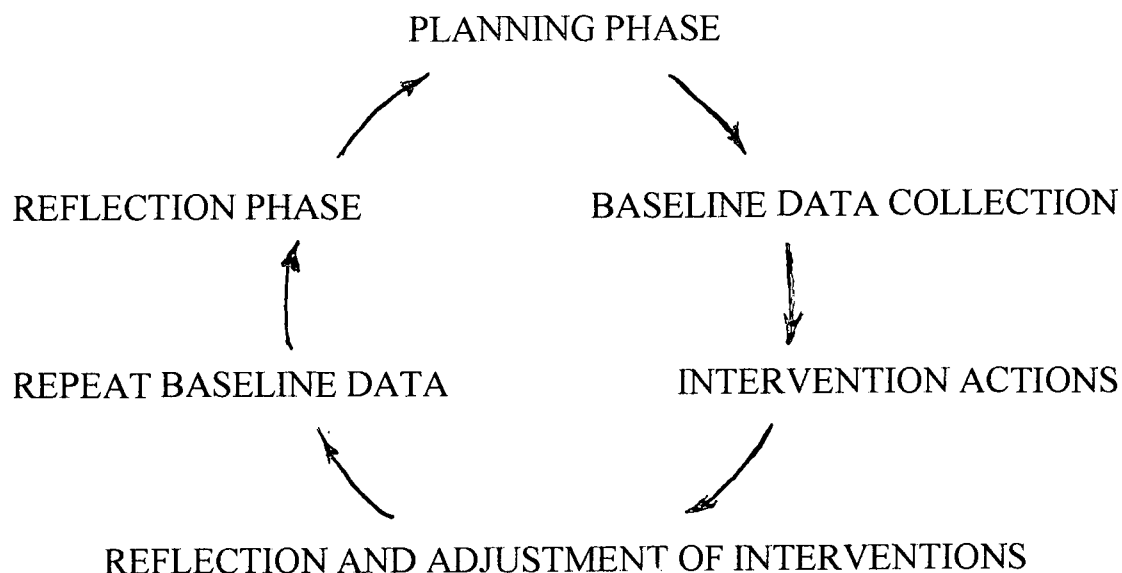 PLANNING PHASE
REFLECTION PHASE
BASELINE DATA COLLECTION
REPEAT BASELINE DATA
INTERVENTION ACTIONS
REFLECTION AND ADJUSTMENT OF INTERVENTIONS